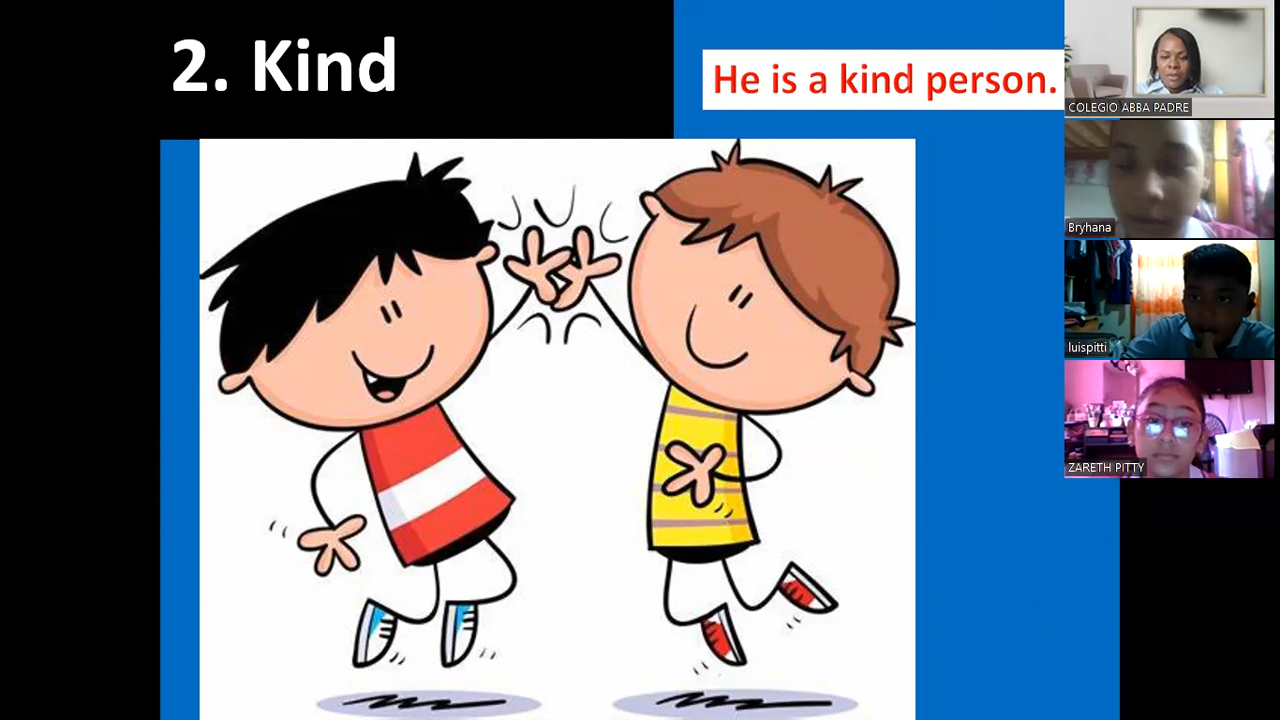 2. Kind
He is a kind person.
COLEGIO ABBA PADRE
Bryhana
luispitti
ZARETH PITTY